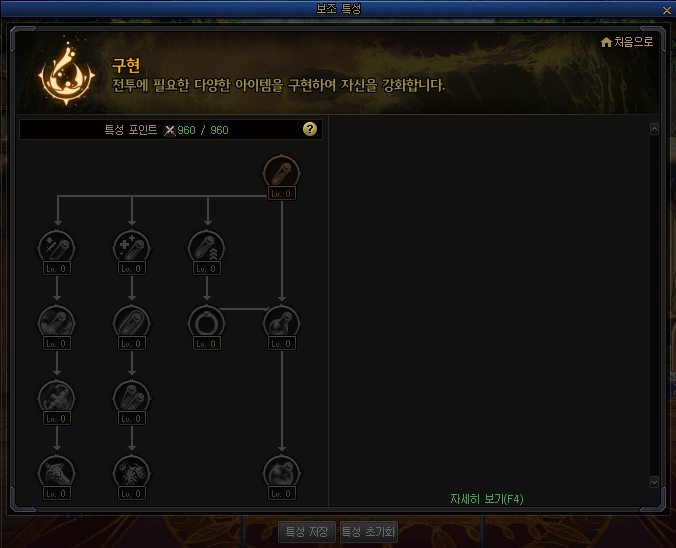 보조 특성
처음으로
구현
전투에 필요한 다양한 아이템을 구현하여 자신을 강화합니다.
특성 포인트 960 / 960 ?
Lv. 0
Lv. 0 Lv. 0 Lv. 0
Lv. 0 Lv. 0 Lv. 0 Lv. 0
Lv. 0 Lv. 0
Lv. 0 Lv. 0 Lv. 0
자세히 보기(F4)
특성 저장 특성 초기화